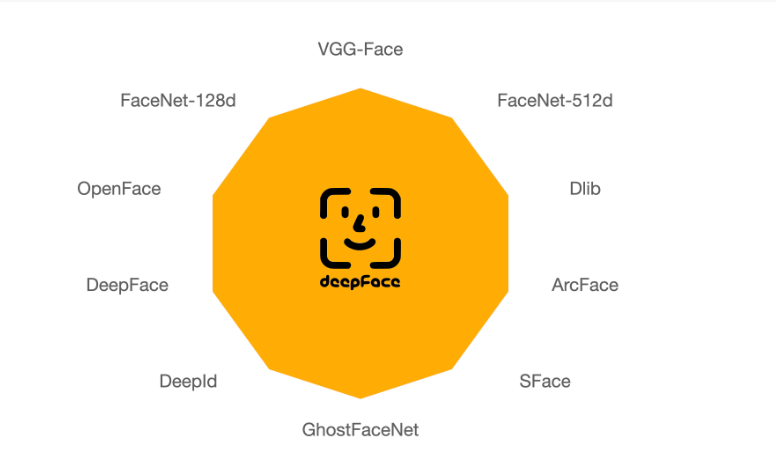 VGG-Face
FaceNet-128d
FaceNet-512d
OpenFace
Dlib
deepFace
DeepFace
ArcFace
DeepId
SFace
GhostFaceNet